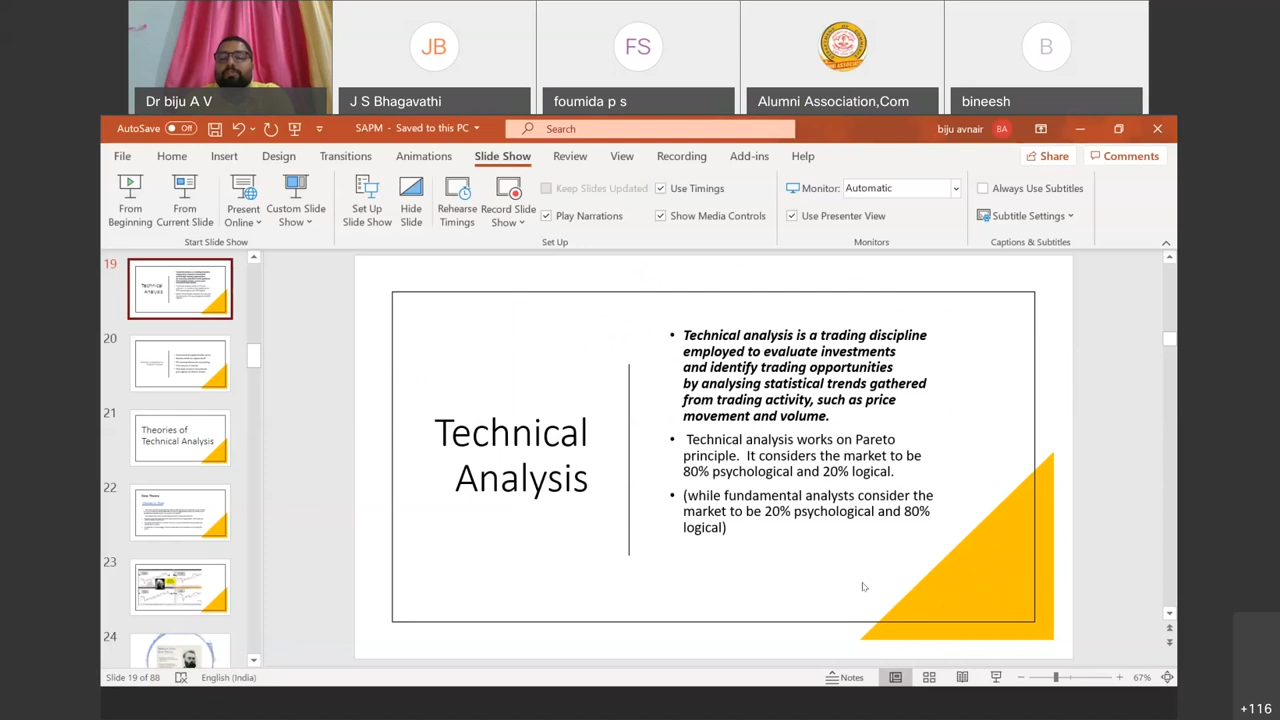 JB
FS
B
Dr biju A V
J S Bhagavathi
foumida p s
Alumni Association,Com
bineesh
AutoSave Off
SAPM - Saved to this PC
Search
biju avnair BA
File Home Insert Design Transitions Animations Slide Show Review View Recording Add-ins Help
Share Comments
From Beginning
From Current Slide
Present Online
Custom Slide Show
Set Up Slide Show
Hide Slide
Rehearse Timings
Record Slide Show
Keep Slides Updated
Play Narrations
Use Timings
Show Media Controls
Monitor: Automatic
Use Presenter View
Always Use Subtitles
Subtitle Settings
Start Slide Show
Set Up
Monitors
Captions & Subtitles
19
Technical
Analysis
20
21
Theories of
Technical Analysis
22
23
24
Technical
Analysis
• Technical analysis is a trading discipline
employed to evaluate investments
and identify trading opportunities
by analysing statistical trends gathered
from trading activity, such as price
movement and volume.
• Technical analysis works on Pareto
principle. It considers the market to be
80% psychological and 20% logical.
• (while fundamental analysis consider the
market to be 20% psychological and 80%
logical)
Slide 19 of 88
English (India)
Notes
67%
+116